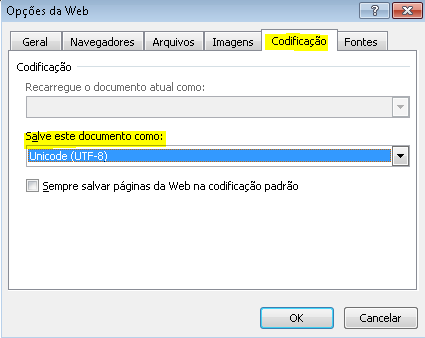 Opções da Web
Geral Navegadores Arquivos Imagens Codificação Fontes
Codificação
Recarregue o documento atual como:
Salve este documento como:
Unicode (UTF-8)
Sempre salvar páginas da Web na codificação padrão
OK Cancelar